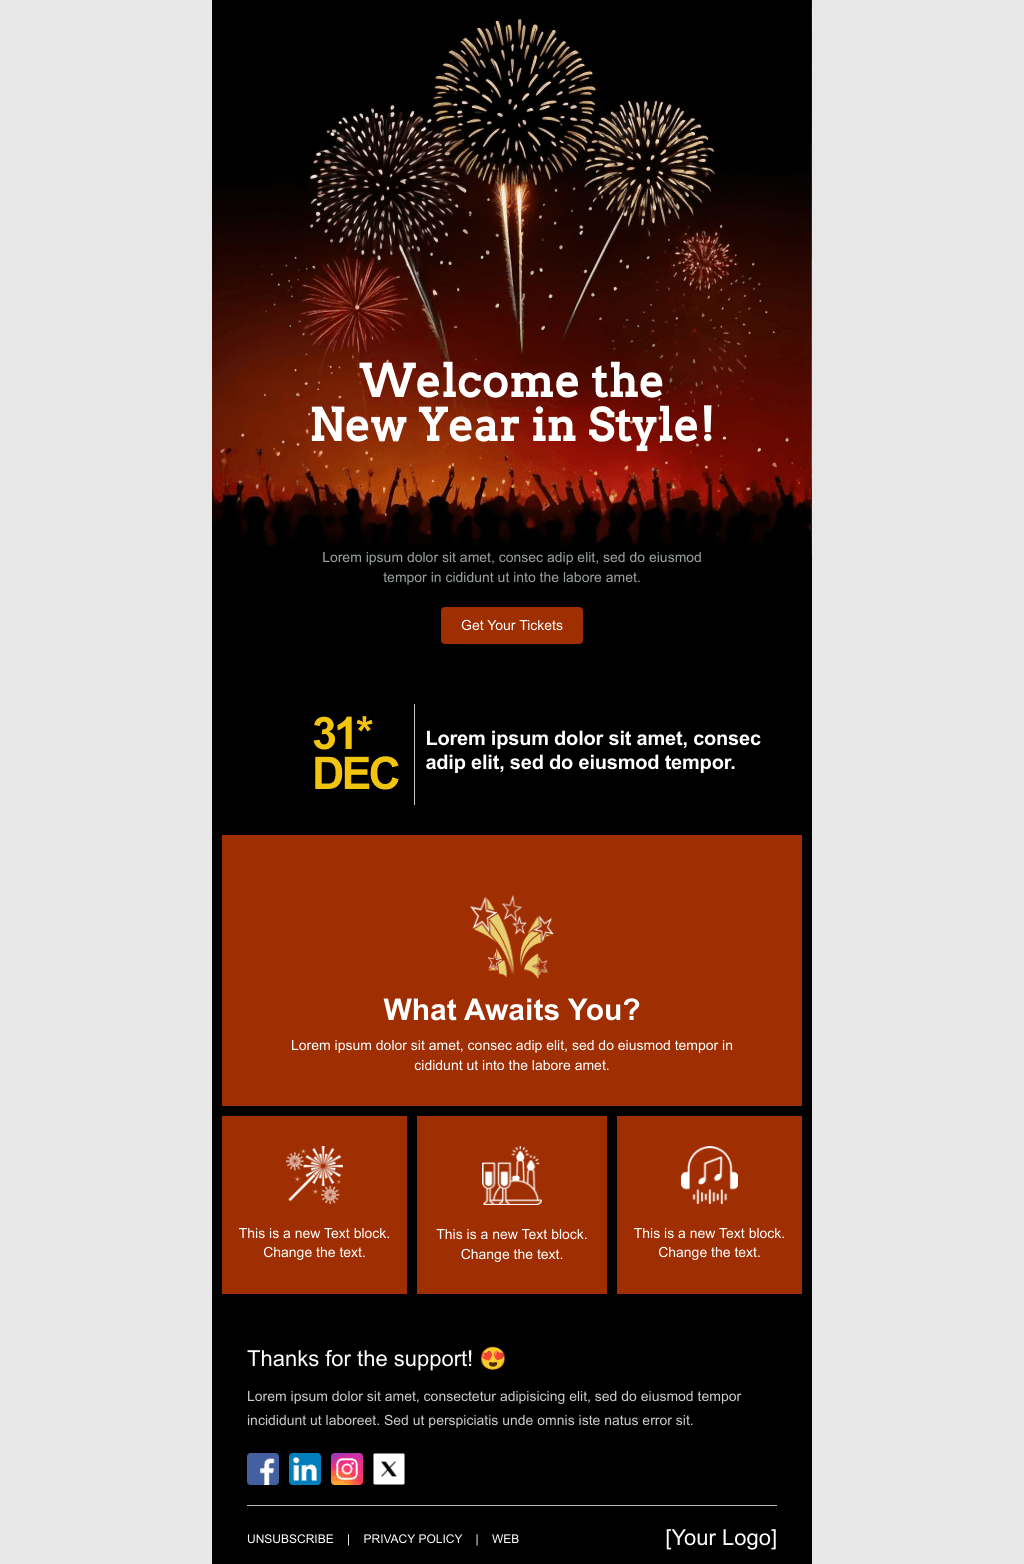 Welcome the
New Year in Style!
Lorem ipsum dolor sit amet, consec adip elit, sed do eiusmod
tempor in cididunt ut into the labore amet.
Get Your Tickets
31*
DEC
Lorem ipsum dolor sit amet, consec
adip elit, sed do eiusmod tempor.
What Awaits You?
Lorem ipsum dolor sit amet, consec adip elit, sed do eiusmod tempor in
cididunt ut into the labore amet.
This is a new Text block.
Change the text.
This is a new Text block.
Change the text.
This is a new Text block.
Change the text.
Thanks for the support! 😍
Lorem ipsum dolor sit amet, consectetur adipisicing elit, sed do eiusmod tempor
incididunt ut laboreet. Sed ut perspiciatis unde omnis iste natus error sit.
UNSUBSCRIBE | PRIVACY POLICY | WEB
[Your Logo]